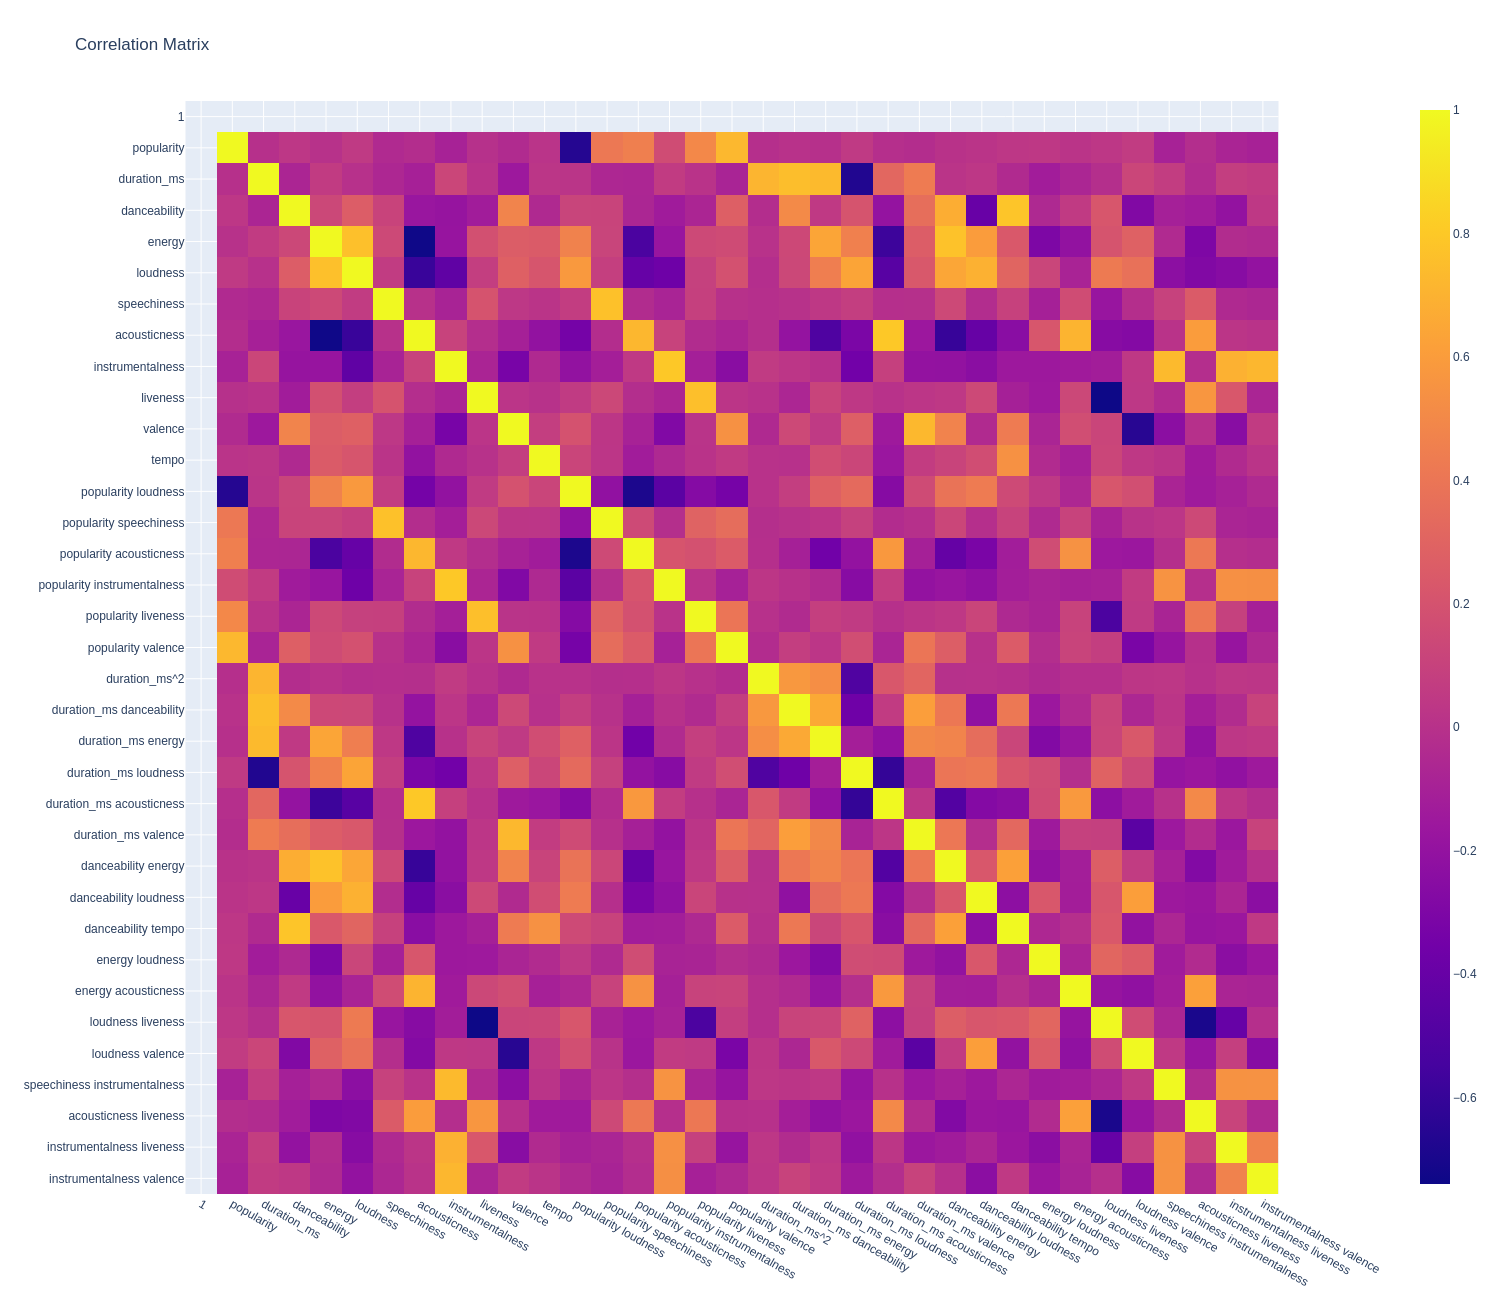 Correlation Matrix
1
popularity
duration_ms
danceability
energy
loudness
speechiness
acousticness
instrumentalness
liveness
valence
tempo
popularity loudness
popularity speechiness
popularity acousticness
popularity instrumentalness
popularity liveness
popularity valence
duration_ms^2
duration_ms danceability
duration_ms energy
duration_ms loudness
duration_ms acousticness
duration_ms valence
danceability energy
danceability loudness
danceability tempo
energy loudness
energy acousticness
loudness liveness
loudness valence
speechiness instrumentalness
acousticness liveness
instrumentalness liveness
instrumentalness valence
1
popularity
duration_ms
danceability
energy
loudness
speechiness
acousticness
instrumentalness
liveness
valence
tempo
popularity loudness
popularity speechiness
popularity acousticness
popularity instrumentalness
popularity liveness
popularity valence
duration_ms^2
duration_ms danceability
duration_ms energy
duration_ms loudness
duration_ms acousticness
duration_ms valence
danceability energy
danceability loudness
danceability tempo
energy loudness
energy acousticness
loudness liveness
loudness valence
speechiness instrumentalness
acousticness liveness
instrumentalness liveness
instrumentalness valence
1
0.8
0.6
0.4
0.2
0
−0.2
−0.4
−0.6